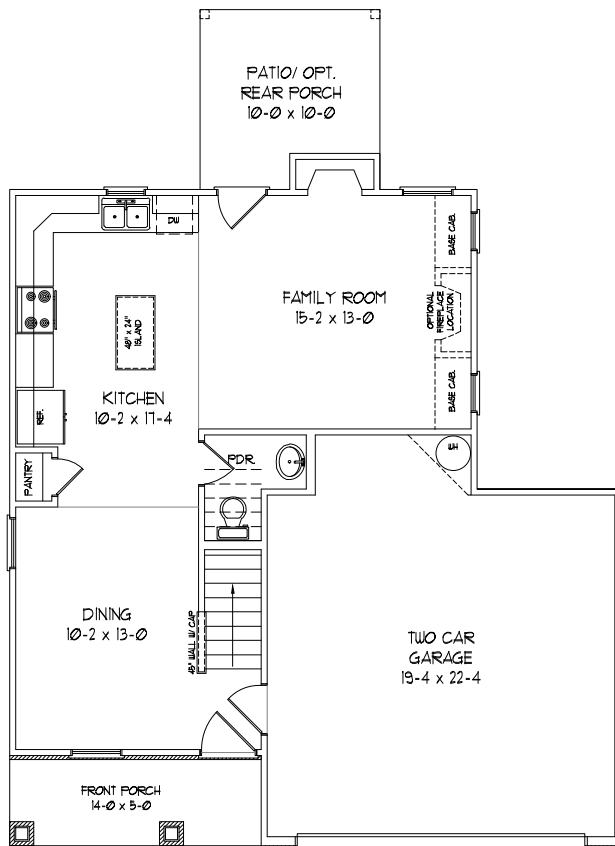 PATIO/ OPT.
REAR PORCH
10-0 x 10-0
DW
BASE CAB.
FAMILY ROOM
15-2 x 13-0
OPTIONAL
FIREPLACE
LOCATION
48" x 24"
ISLAND
KITCHEN
10-2 x 17-4
REF.
BASE CAB.
PANTRY
PDR.
WH
DINING
10-2 x 13-0
48" WALL W/ CAP
TWO CAR
GARAGE
19-4 x 22-4
FRONT PORCH
14-0 x 5-0